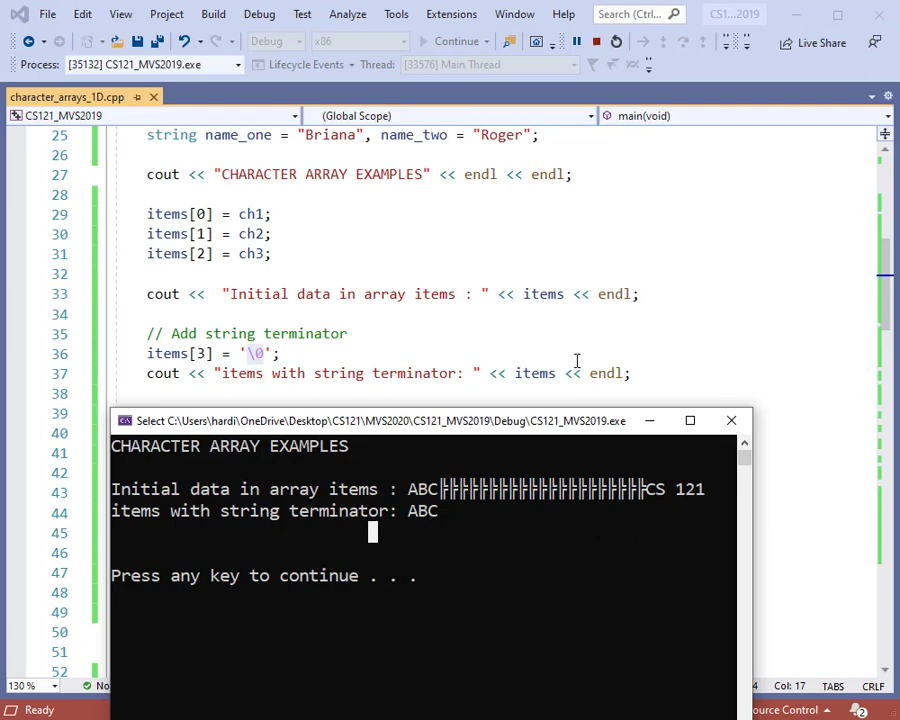 File Edit View Project Build Debug Test Analyze Tools Extensions Window Help Search (Ctrl... CS1...2019
Debug x86 Continue Live Share
Process: [35132] CS121_MVS2019.exe Lifecycle Events Thread: [33576] Main Thread
character_arrays_1D.cpp
CS121_MVS2019 (Global Scope) main(void)
25 string name_one = "Briana", name_two = "Roger";
26
27 cout << "CHARACTER ARRAY EXAMPLES" << endl << endl;
28
29 items[0] = ch1;
30 items[1] = ch2;
31 items[2] = ch3;
32
33 cout << "Initial data in array items : " << items << endl;
34
35 // Add string terminator
36 items[3] = '\0';
37 cout << "items with string terminator: " << items << endl;
38
39
40
41
42
43
44
45
46
47
48
49
50
51
52
Select C:\Users\hardi\OneDrive\Desktop\CS121\MVS2020\CS121_MVS2019\Debug\CS121_MVS2019.exe
CHARACTER ARRAY EXAMPLES
Initial data in array items : ABC╠╠╠╠╠╠╠╠╠╠╠╠╠╠╠╠╠╠╠╠╠CS 121
items with string terminator: ABC
Press any key to continue . . .
130 % No 4 Col: 17 TABS CRLF
Ready ource Control 2